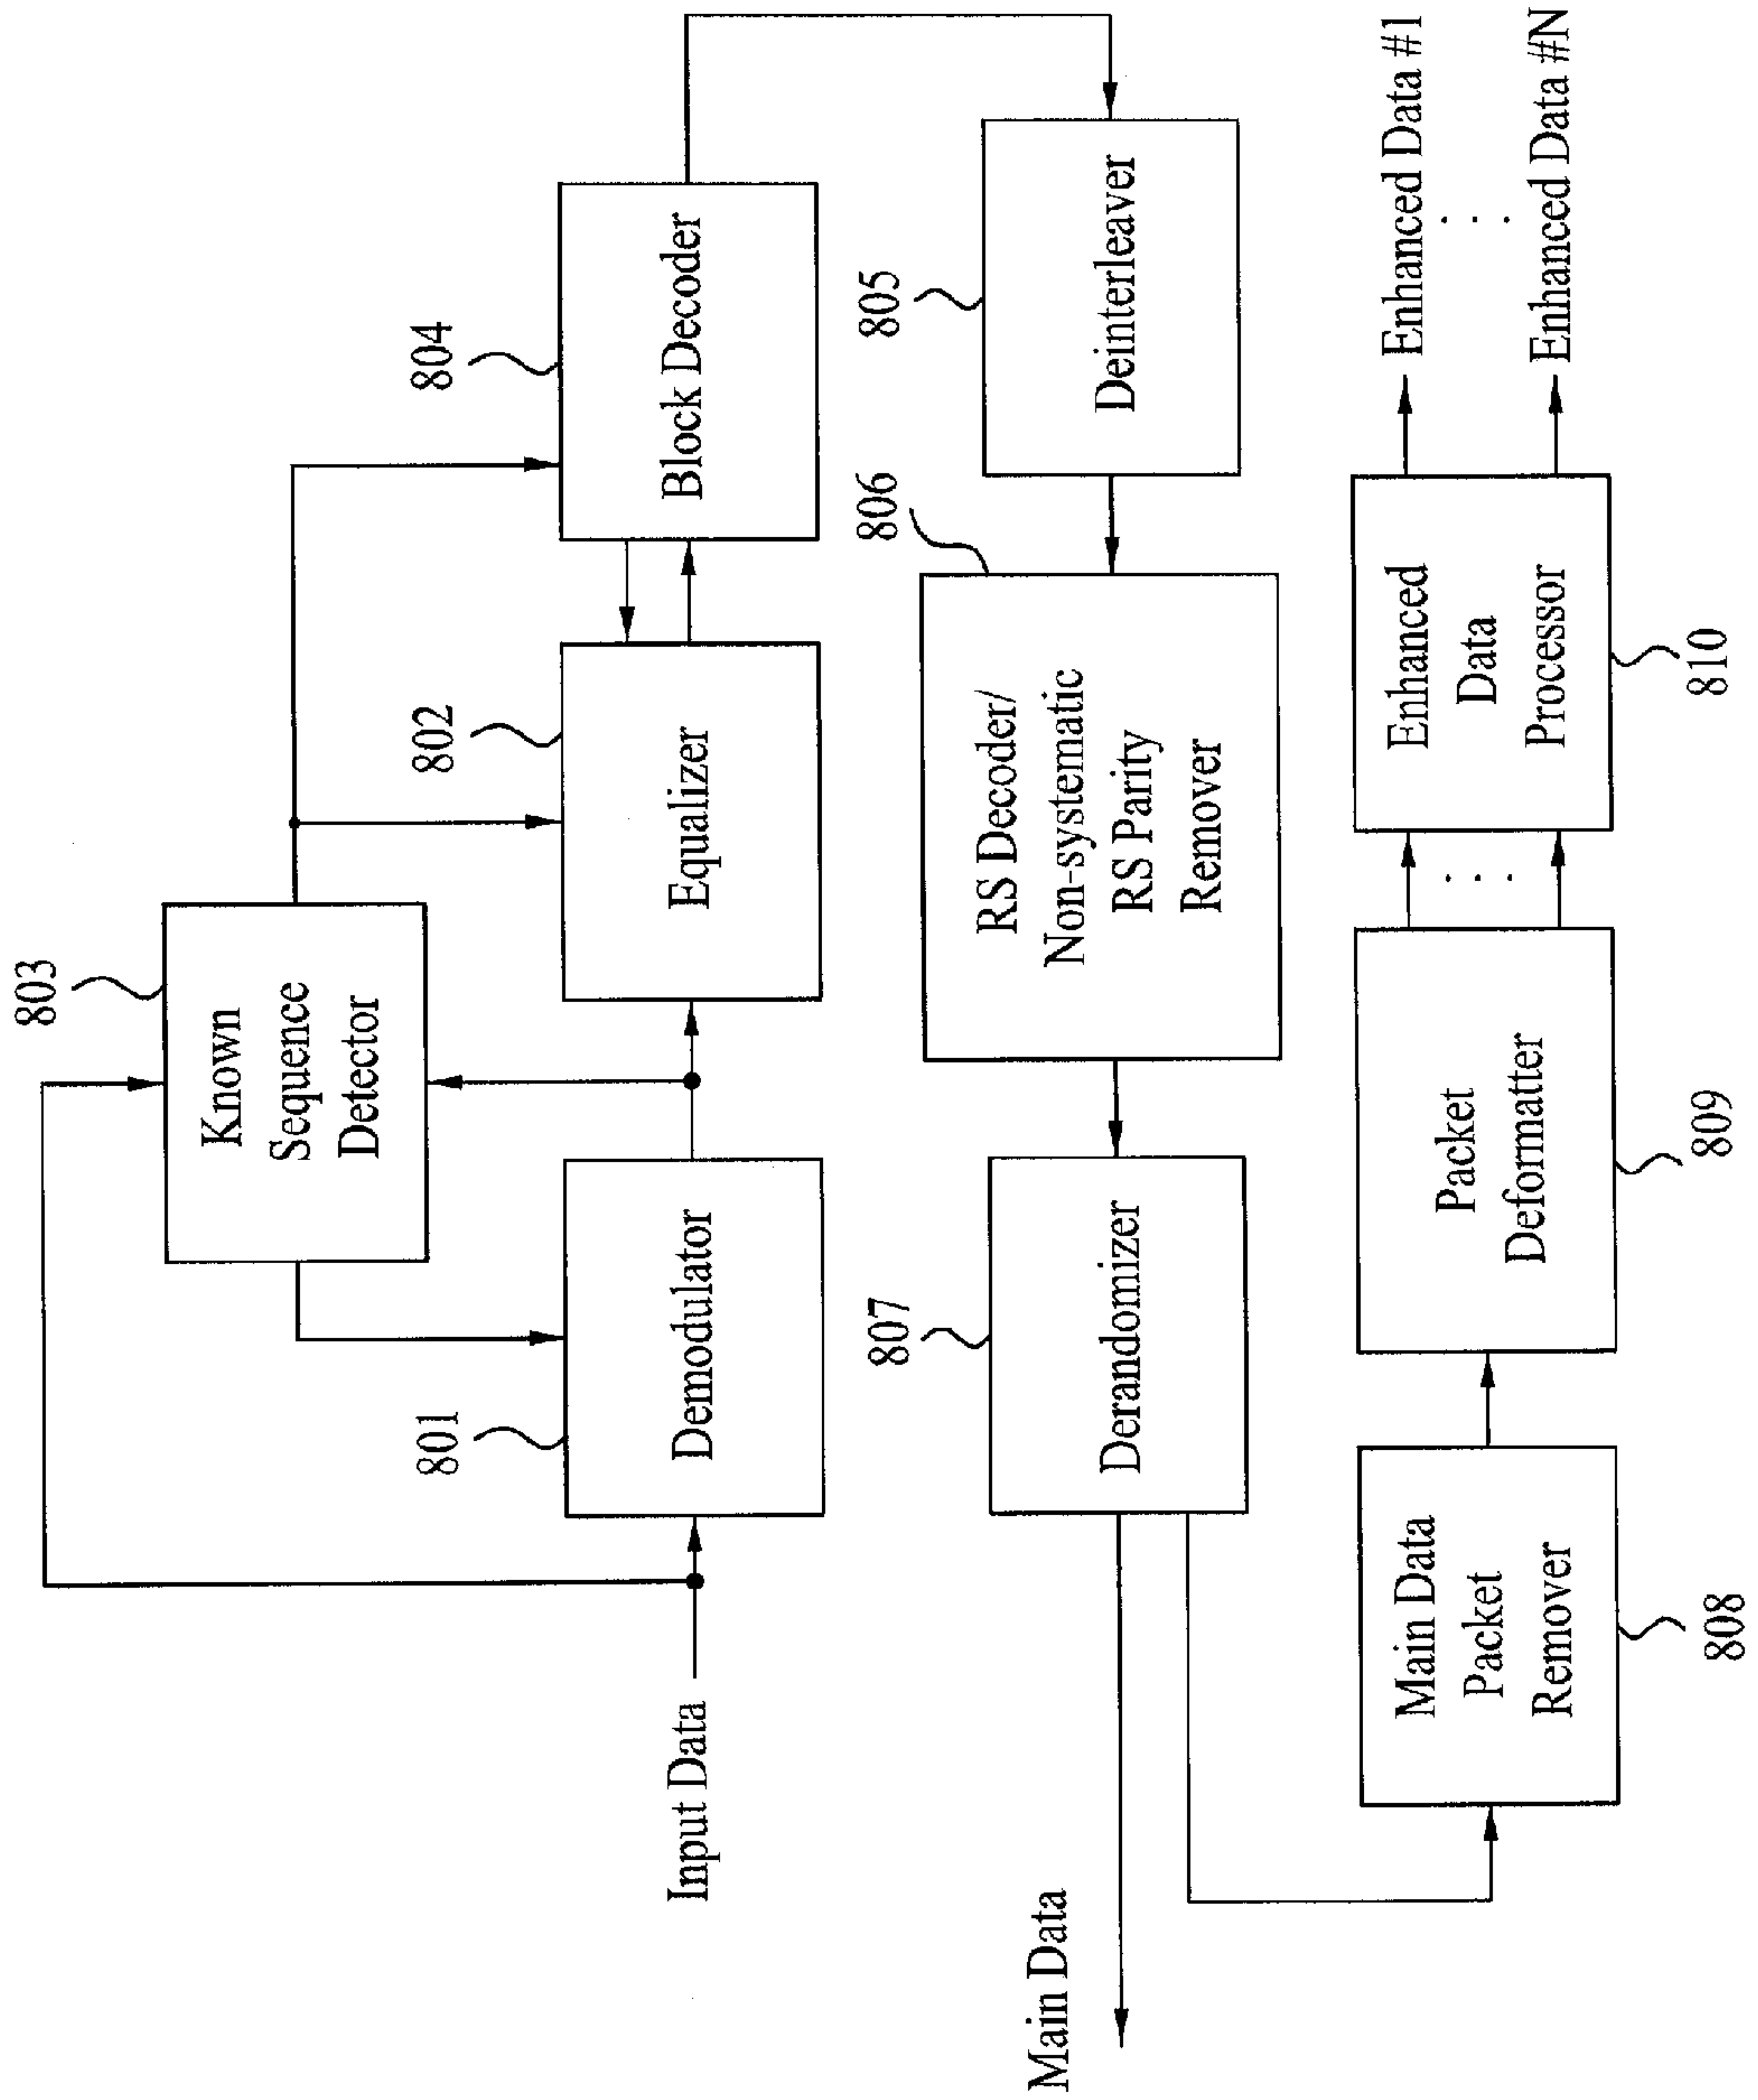 803
Known
Sequence
Detector
801
802
804
Input Data
Demodulator
Equalizer
Block Decoder
807
806
805
Main Data
Derandomizer
RS Decoder/
Non-systematic
RS Parity
Remover
Deinterleaver
Main Data
Packet
Remover
Packet
Deformatter
Enhanced
Data
Processor
Enhanced Data #1
Enhanced Data #N
808
809
810